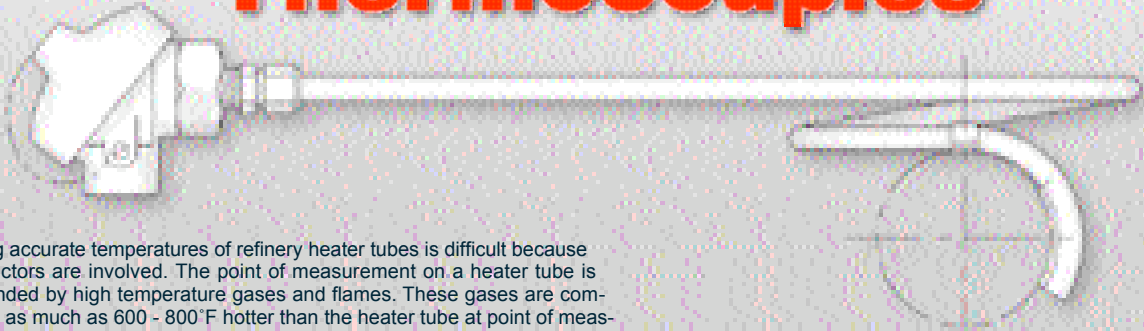 Thermocouples
g accurate temperatures of refinery heater tubes is difficult because
ctors are involved. The point of measurement on a heater tube is
nded by high temperature gases and flames. These gases are com-
as much as 600 - 800˚F hotter than the heater tube at point of meas-